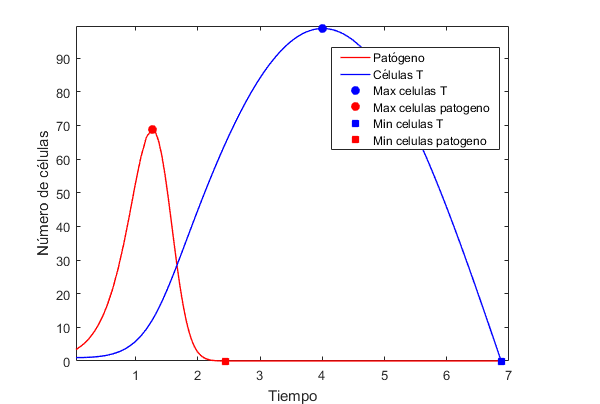 Número de células
90
80
70
60
50
40
30
20
10
0
Patógeno
Células T
Max celulas T
Max celulas patogeno
Min celulas T
Min celulas patogeno
1 2 3 4 5 6 7
Tiempo